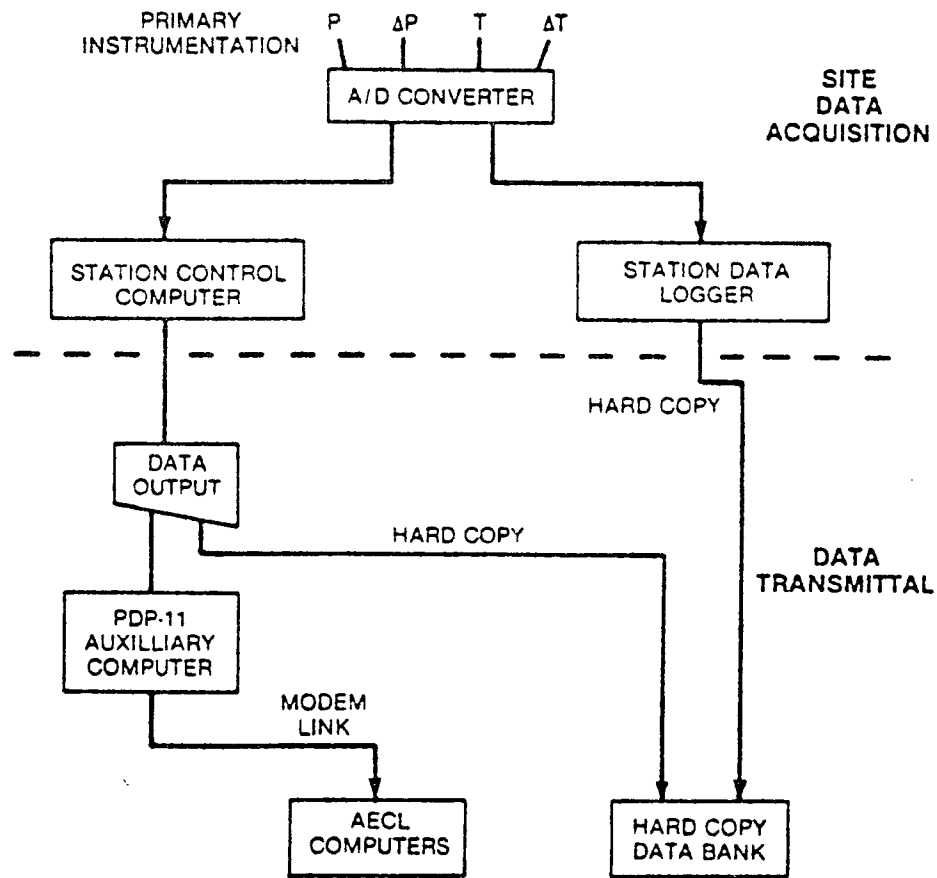 PRIMARY
INSTRUMENTATION
P ΔP T ΔT
A/D CONVERTER
SITE
DATA
ACQUISITION
STATION CONTROL
COMPUTER
STATION DATA
LOGGER
HARD COPY
DATA
OUTPUT
HARD COPY
DATA
TRANSMITTAL
PDP-11
AUXILLIARY
COMPUTER
MODEM
LINK
AECL
COMPUTERS
HARD COPY
DATA BANK